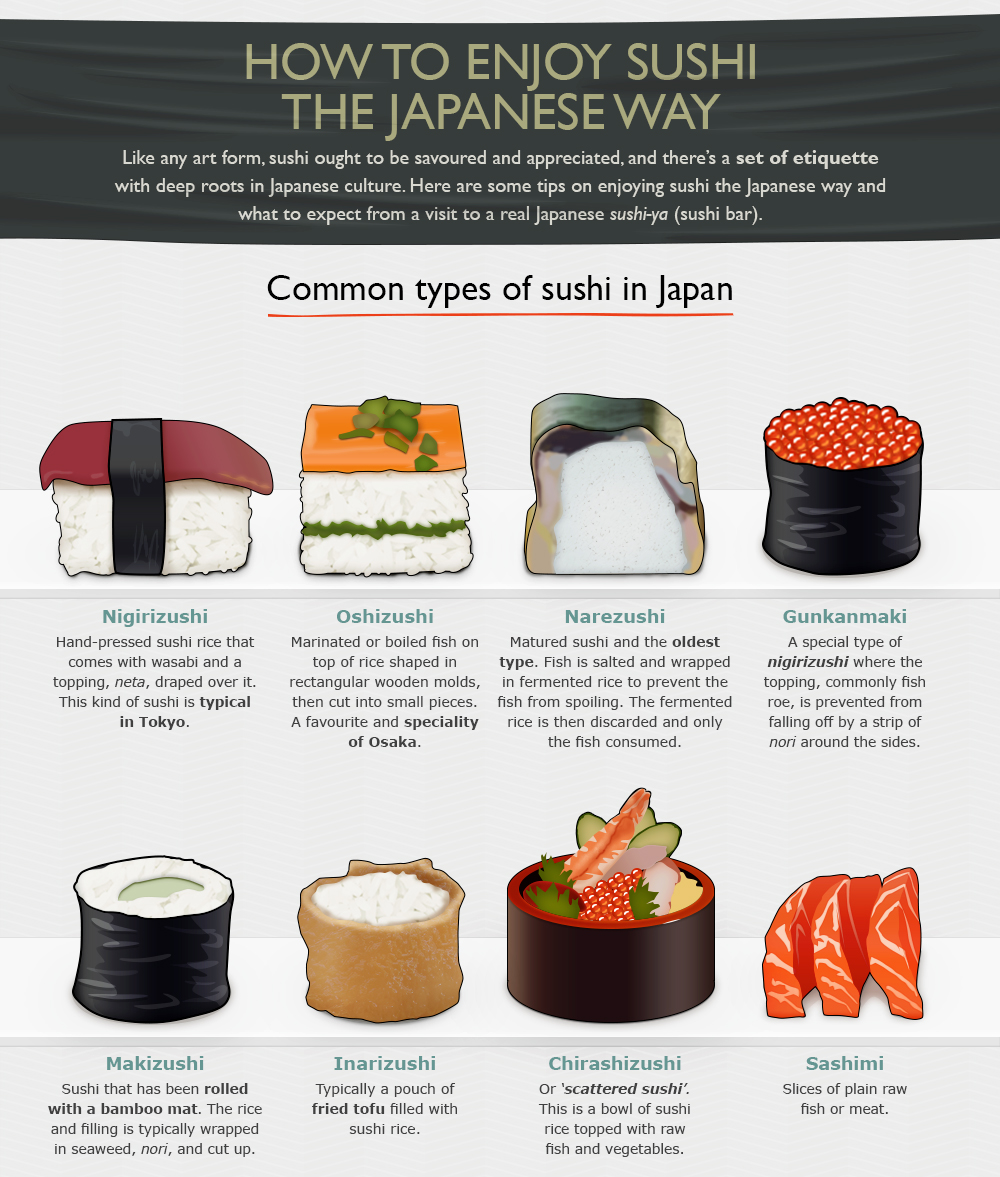 HOW TO ENJOY SUSHI
THE JAPANESE WAY
Like any art form, sushi ought to be savoured and appreciated, and there's a set of etiquette
with deep roots in Japanese culture. Here are some tips on enjoying sushi the Japanese way and
what to expect from a visit to a real Japanese sushi-ya (sushi bar).
Common types of sushi in Japan
Nigirizushi
Hand-pressed sushi rice that
comes with wasabi and a
topping, neta, draped over it.
This kind of sushi is typical
in Tokyo.
Oshizushi
Marinated or boiled fish on
top of rice shaped in
rectangular wooden molds,
then cut into small pieces.
A favourite and speciality
of Osaka.
Narezushi
Matured sushi and the oldest
type. Fish is salted and wrapped
in fermented rice to prevent the
fish from spoiling. The fermented
rice is then discarded and only
the fish consumed.
Gunkanmaki
A special type of
nigirizushi where the
topping, commonly fish
roe, is prevented from
falling off by a strip of
nori around the sides.
Makizushi
Sushi that has been rolled
with a bamboo mat. The rice
and filling is typically wrapped
in seaweed, nori, and cut up.
Inarizushi
Typically a pouch of
fried tofu filled with
sushi rice.
Chirashizushi
Or 'scattered sushi'.
This is a bowl of sushi
rice topped with raw
fish and vegetables.
Sashimi
Slices of plain raw
fish or meat.